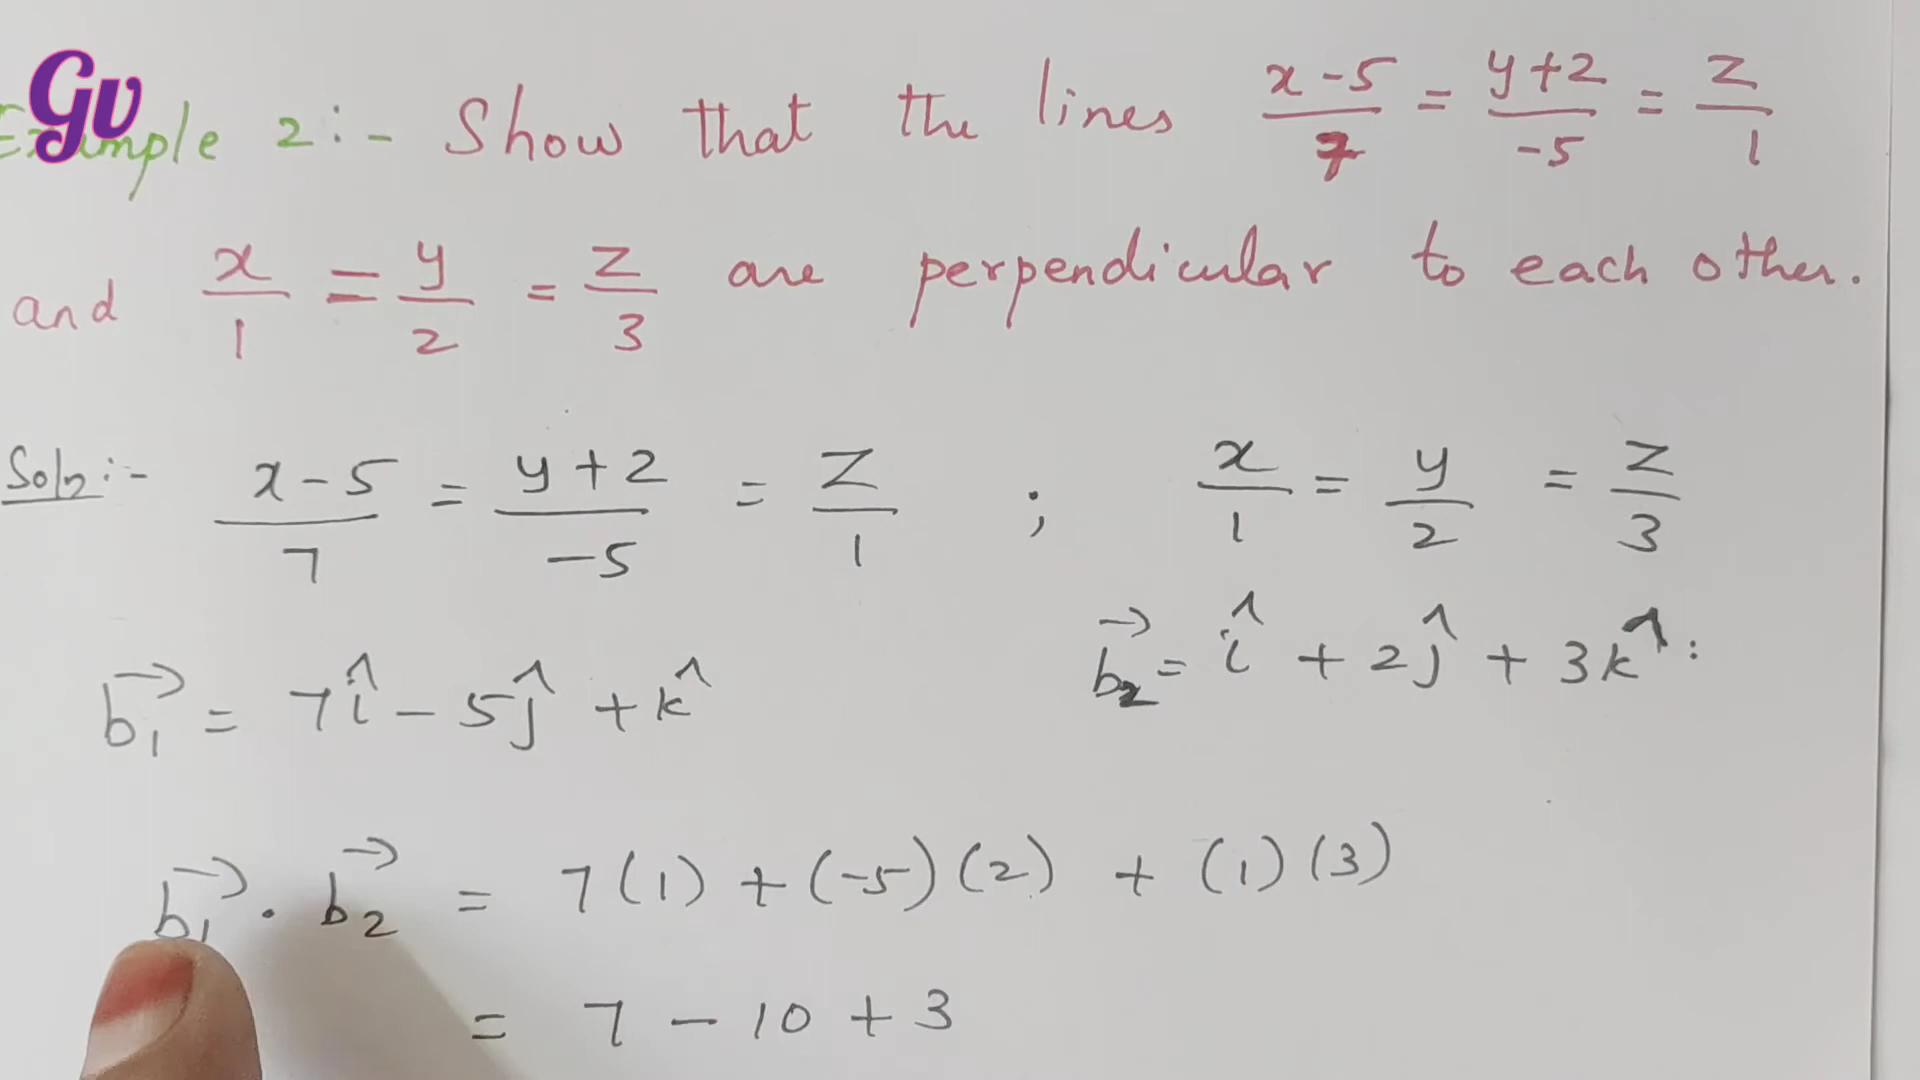 Gv
Example 2:- Show that the lines x-5/7 = y+2/-5 = z/1
and x/1 = y/2 = z/3 are perpendicular to each other.
Soln:- x-5/7 = y+2/-5 = z/1 ; x/1 = y/2 = z/3
b₁⃗ = 7î - 5ĵ + k̂ b₂⃗ = î + 2ĵ + 3k̂ :
b₁⃗ . b₂⃗ = 7(1) + (-5)(2) + (1)(3)
= 7 - 10 + 3